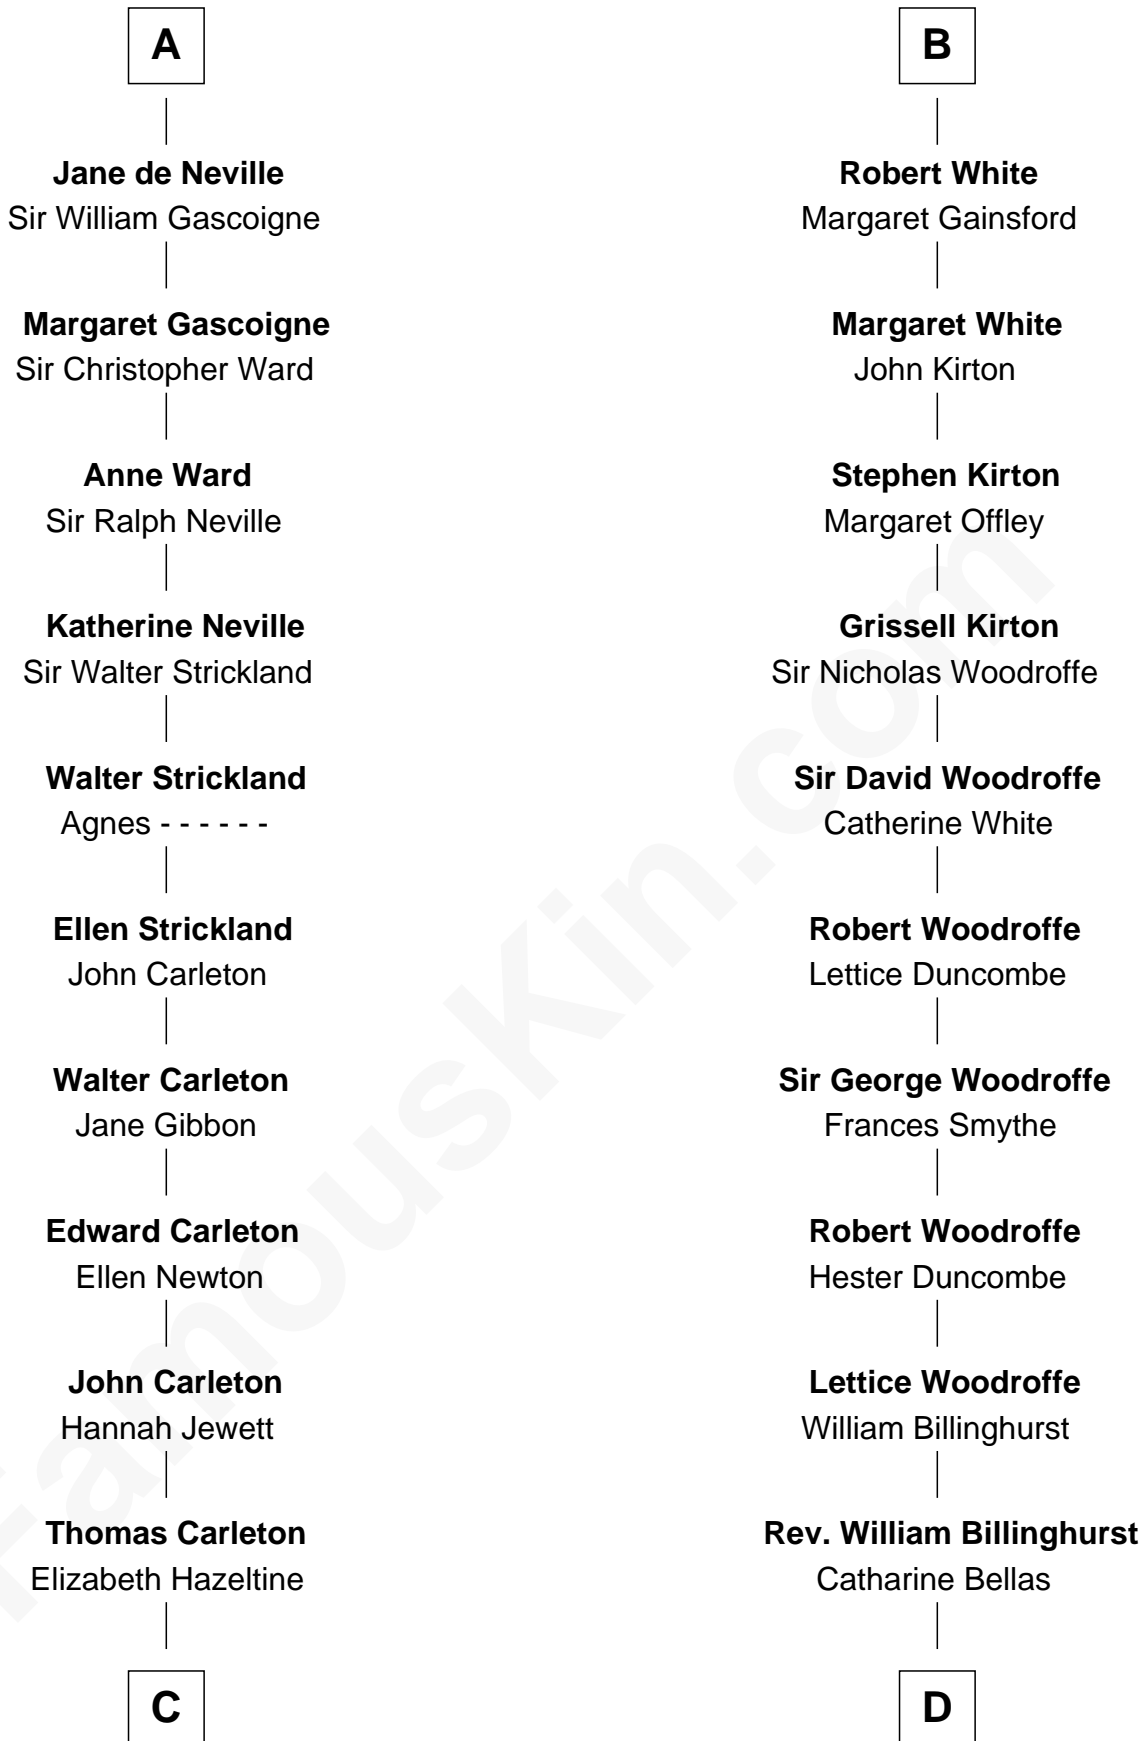 A
Jane de Neville
Sir William Gascoigne
Margaret Gascoigne
Sir Christopher Ward
Anne Ward
Sir Ralph Neville
Katherine Neville
Sir Walter Strickland
Walter Strickland
Agnes - - - - - -
Ellen Strickland
John Carleton
Walter Carleton
Jane Gibbon
Edward Carleton
Ellen Newton
John Carleton
Hannah Jewett
Thomas Carleton
Elizabeth Hazeltine
C
B
Robert White
Margaret Gainsford
Margaret White
John Kirton
Stephen Kirton
Margaret Offley
Grissell Kirton
Sir Nicholas Woodroffe
Sir David Woodroffe
Catherine White
Robert Woodroffe
Lettice Duncombe
Sir George Woodroffe
Frances Smythe
Robert Woodroffe
Hester Duncombe
Lettice Woodroffe
William Billinghurst
Rev. William Billinghurst
Catharine Bellas
D
FamousKin.com